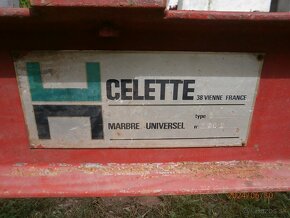 CELETTE
38 VIENNE FRANCE
type
MARBRE UNIVERSEL n°